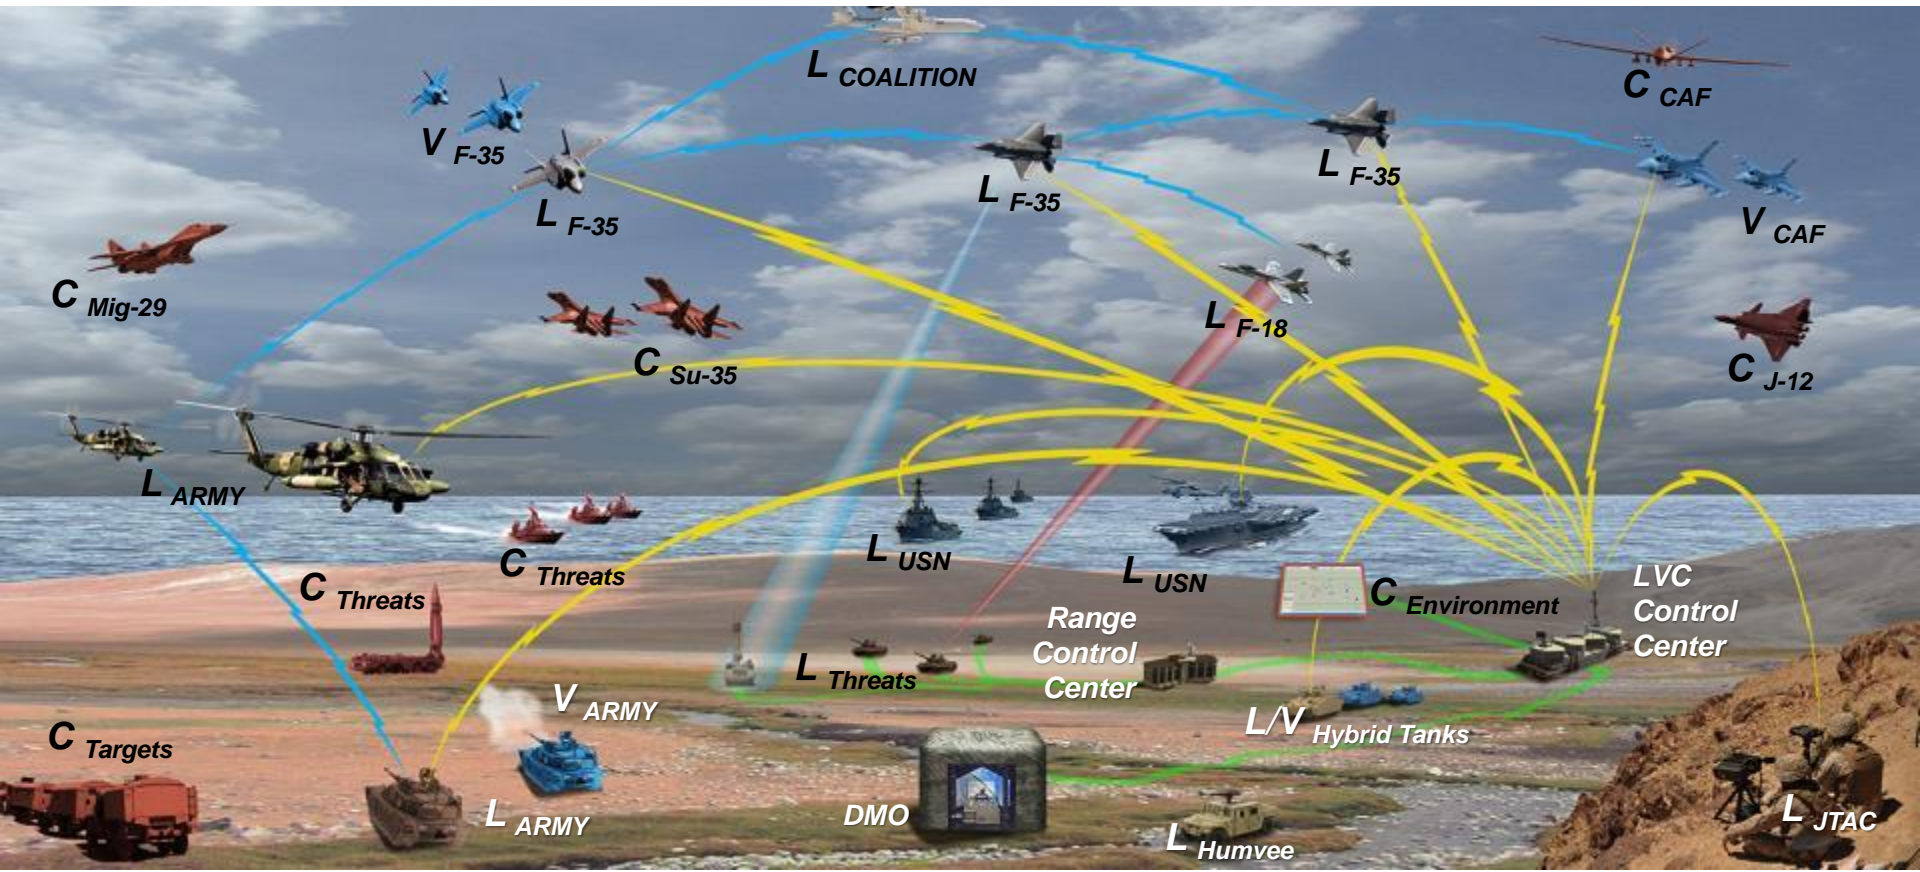 L COALITION
C CAF
V F-35
L F-35
L F-35
L F-35
V CAF
C Mig-29
L F-18
C Su-35
C J-12
L ARMY
C Threats
L USN
L USN
C Threats
C Environment
LVC
Control
Center
Range
Control
Center
L Threats
V ARMY
L/V Hybrid Tanks
C Targets
L ARMY
DMO
L Humvee
L JTAC